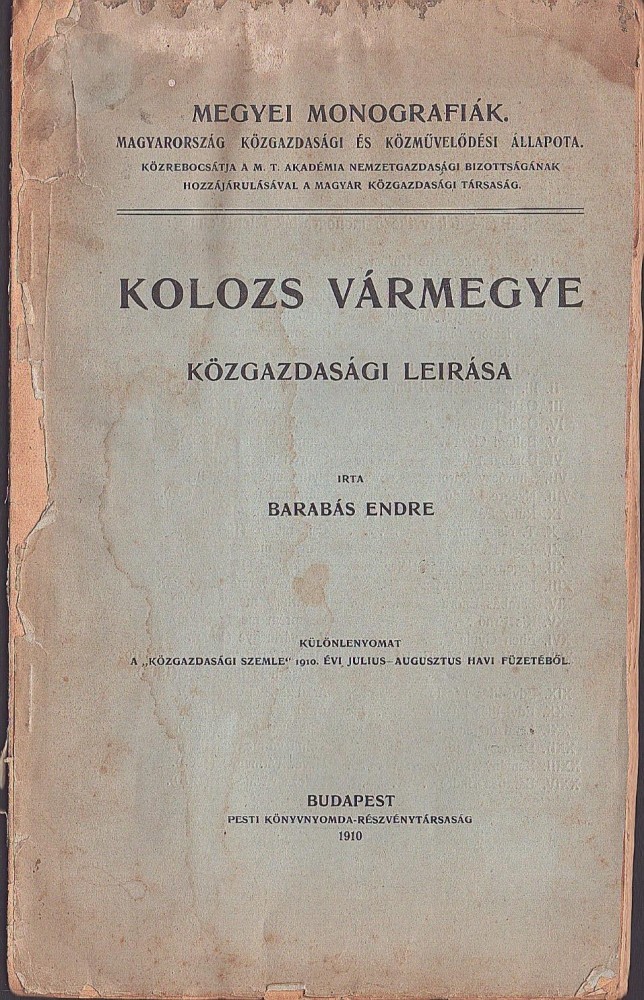 MEGYEI MONOGRAFIÁK.
MAGYARORSZÁG KÖZGAZDASÁGI ÉS KÖZMŰVELŐDÉSI ÁLLAPOTA.
KÖZREBOCSÁTJA A M. T. AKADÉMIA NEMZETGAZDASÁGI BIZOTTSÁGÁNAK
HOZZÁJÁRULÁSÁVAL A MAGYAR KÖZGAZDASÁGI TÁRSASÁG.
KOLOZS VÁRMEGYE
KÖZGAZDASÁGI LEIRÁSA
IRTA
BARABÁS ENDRE
KÜLÖNLENYOMAT
A „KÖZGAZDASÁGI SZEMLE“ 1910. ÉVI JULIUS–AUGUSZTUS HAVI FÜZETÉBŐL.
BUDAPEST
PESTI KÖNYVNYOMDA-RÉSZVÉNYTÁRSASÁG
1910